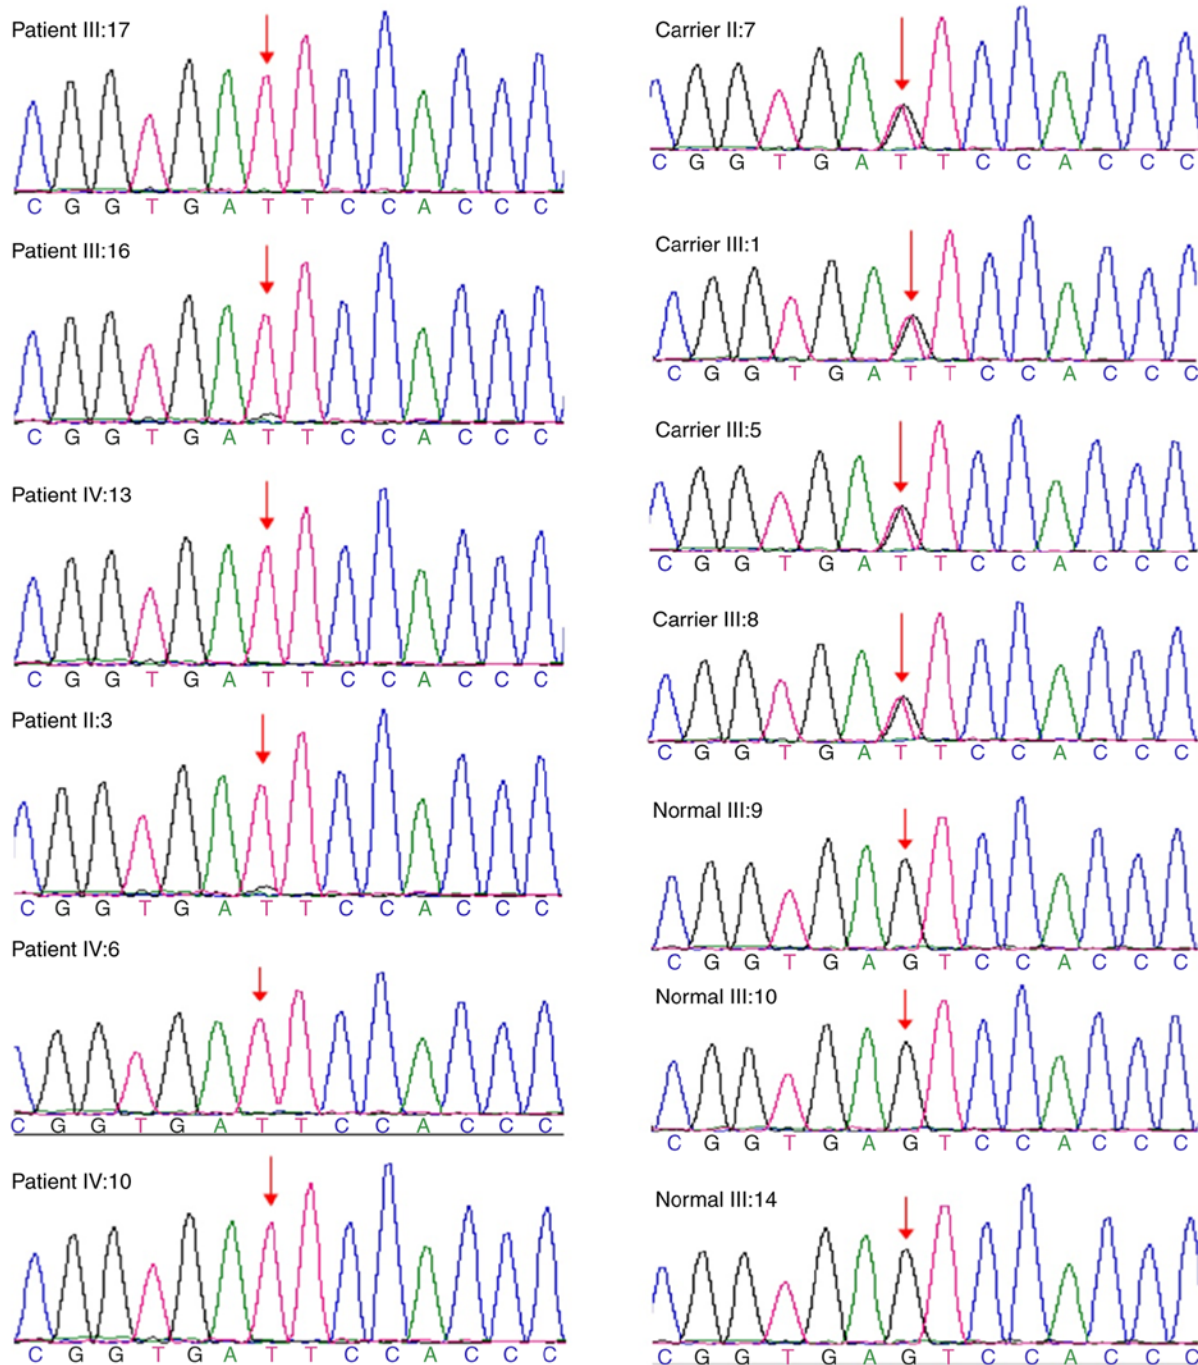 Patient III:17
C G G T G A T T C C A C C C
Patient III:16
C G G T G A T T C C A C C C
Patient IV:13
C G G T G A T T C C A C C C
Patient II:3
C G G T G A T T C C A C C C
Patient IV:6
C G G T G A T T C C A C C C
Patient IV:10
C G G T G A T T C C A C C C
Carrier II:7
C G G T G A T T C C A C C C
Carrier III:1
C G G T G A T T C C A C C C
Carrier III:5
C G G T G A T T C C A C C C
Carrier III:8
C G G T G A T T C C A C C C
Normal III:9
C G G T G A G T C C A C C C
Normal III:10
C G G T G A G T C C A C C C
Normal III:14
C G G T G A G T C C A C C C